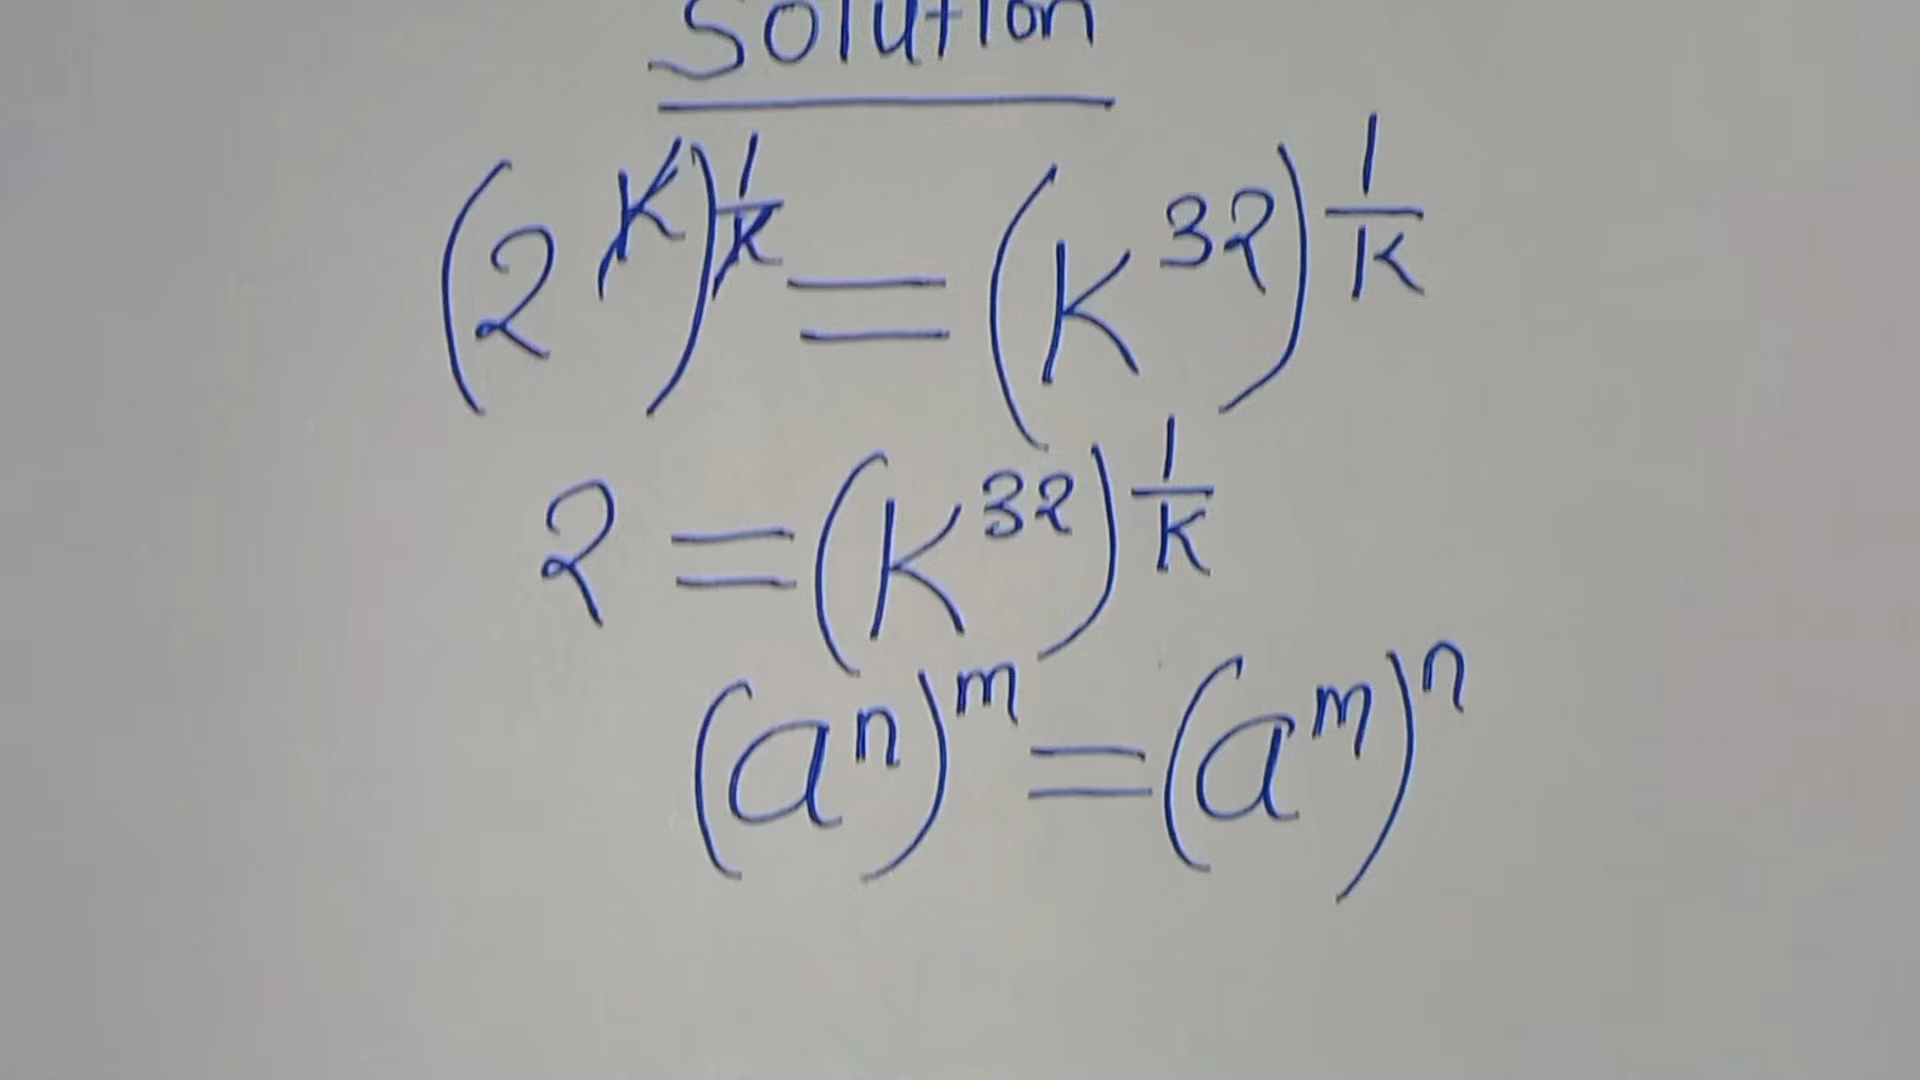 Solution
(2^K)^{1/K} = (K^{32})^{1/K}
2 = (K^{32})^{1/K}
(a^n)^m = (a^m)^n